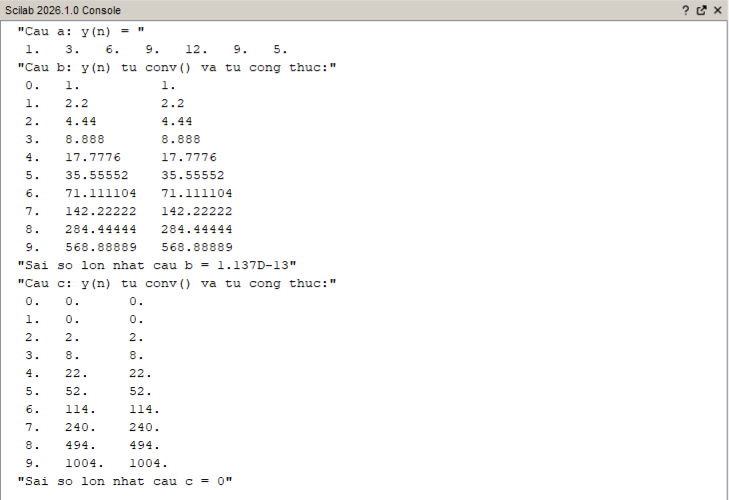 Scilab 2026.1.0 Console
"Cau a: y(n) = "
1. 3. 6. 9. 12. 9. 5.
"Cau b: y(n) tu conv() va tu cong thuc:"
0. 1. 1.
1. 2.2 2.2
2. 4.44 4.44
3. 8.888 8.888
4. 17.7776 17.7776
5. 35.55552 35.55552
6. 71.111104 71.111104
7. 142.22222 142.22222
8. 284.44444 284.44444
9. 568.88889 568.88889
"Sai so lon nhat cau b = 1.137D-13"
"Cau c: y(n) tu conv() va tu cong thuc:"
0. 0. 0.
1. 0. 0.
2. 2. 2.
3. 8. 8.
4. 22. 22.
5. 52. 52.
6. 114. 114.
7. 240. 240.
8. 494. 494.
9. 1004. 1004.
"Sai so lon nhat cau c = 0"